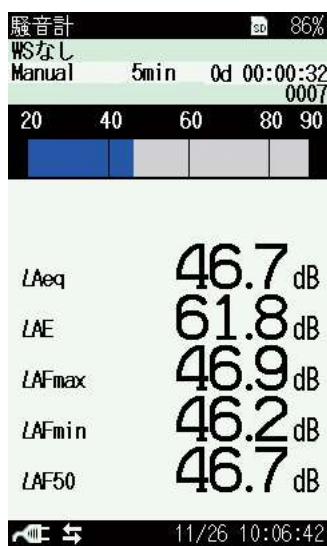 騒音計 SD 86%
WSなし
Manual 5min 0d 00:00:32
0007
20 40 60 80 90
LAeq 46.7 dB
LAE 61.8 dB
LAFmax 46.9 dB
LAFmin 46.2 dB
LAF50 46.7 dB
11/26 10:06:42